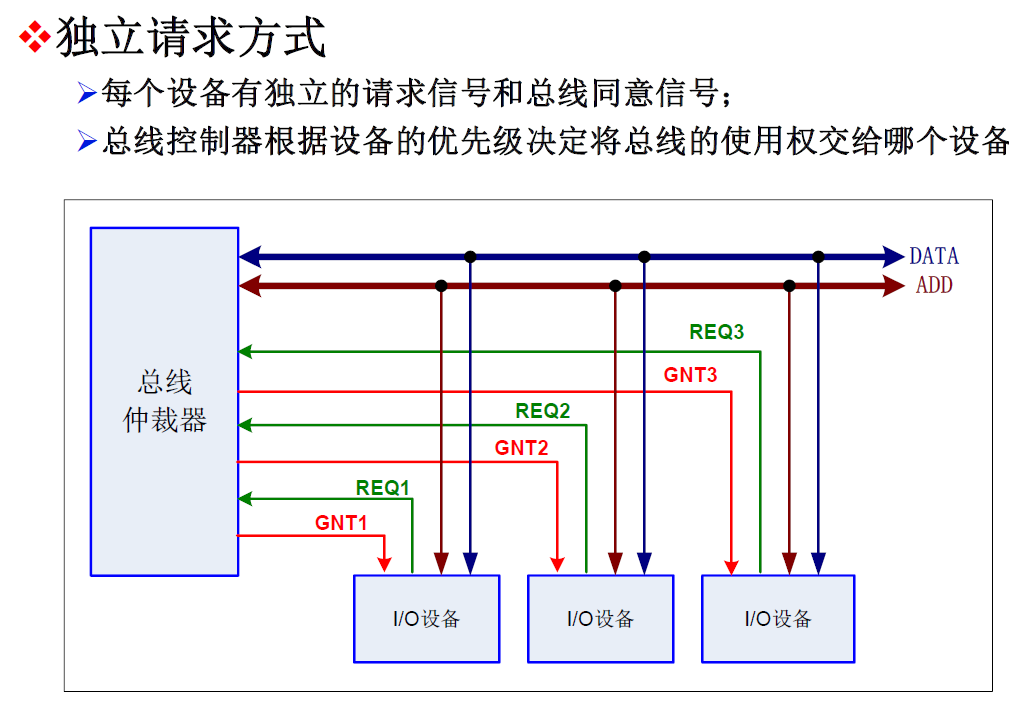 独立请求方式
每个设备有独立的请求信号和总线同意信号；
总线控制器根据设备的优先级决定将总线的使用权交给哪个设备
DATA
ADD
REQ3
GNT3
总线
仲裁器
REQ2
GNT2
REQ1
GNT1
I/O设备
I/O设备
I/O设备